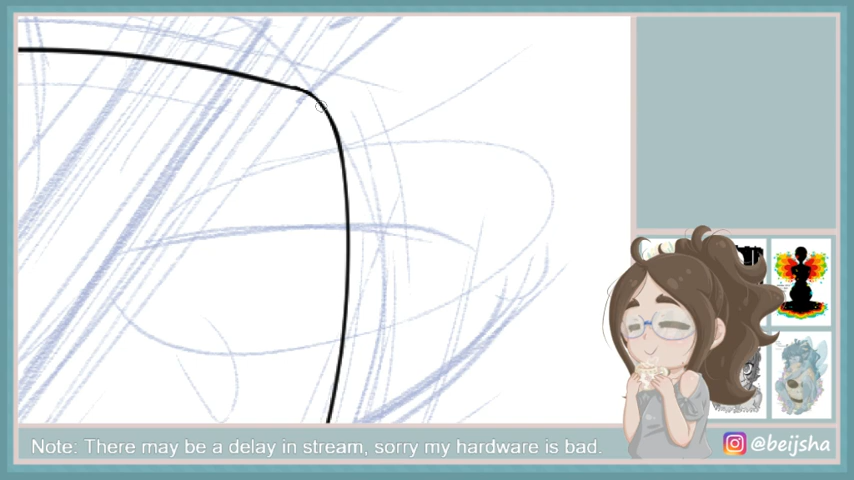 Note: There may be a delay in stream, sorry my hardware is bad.
@beijsha